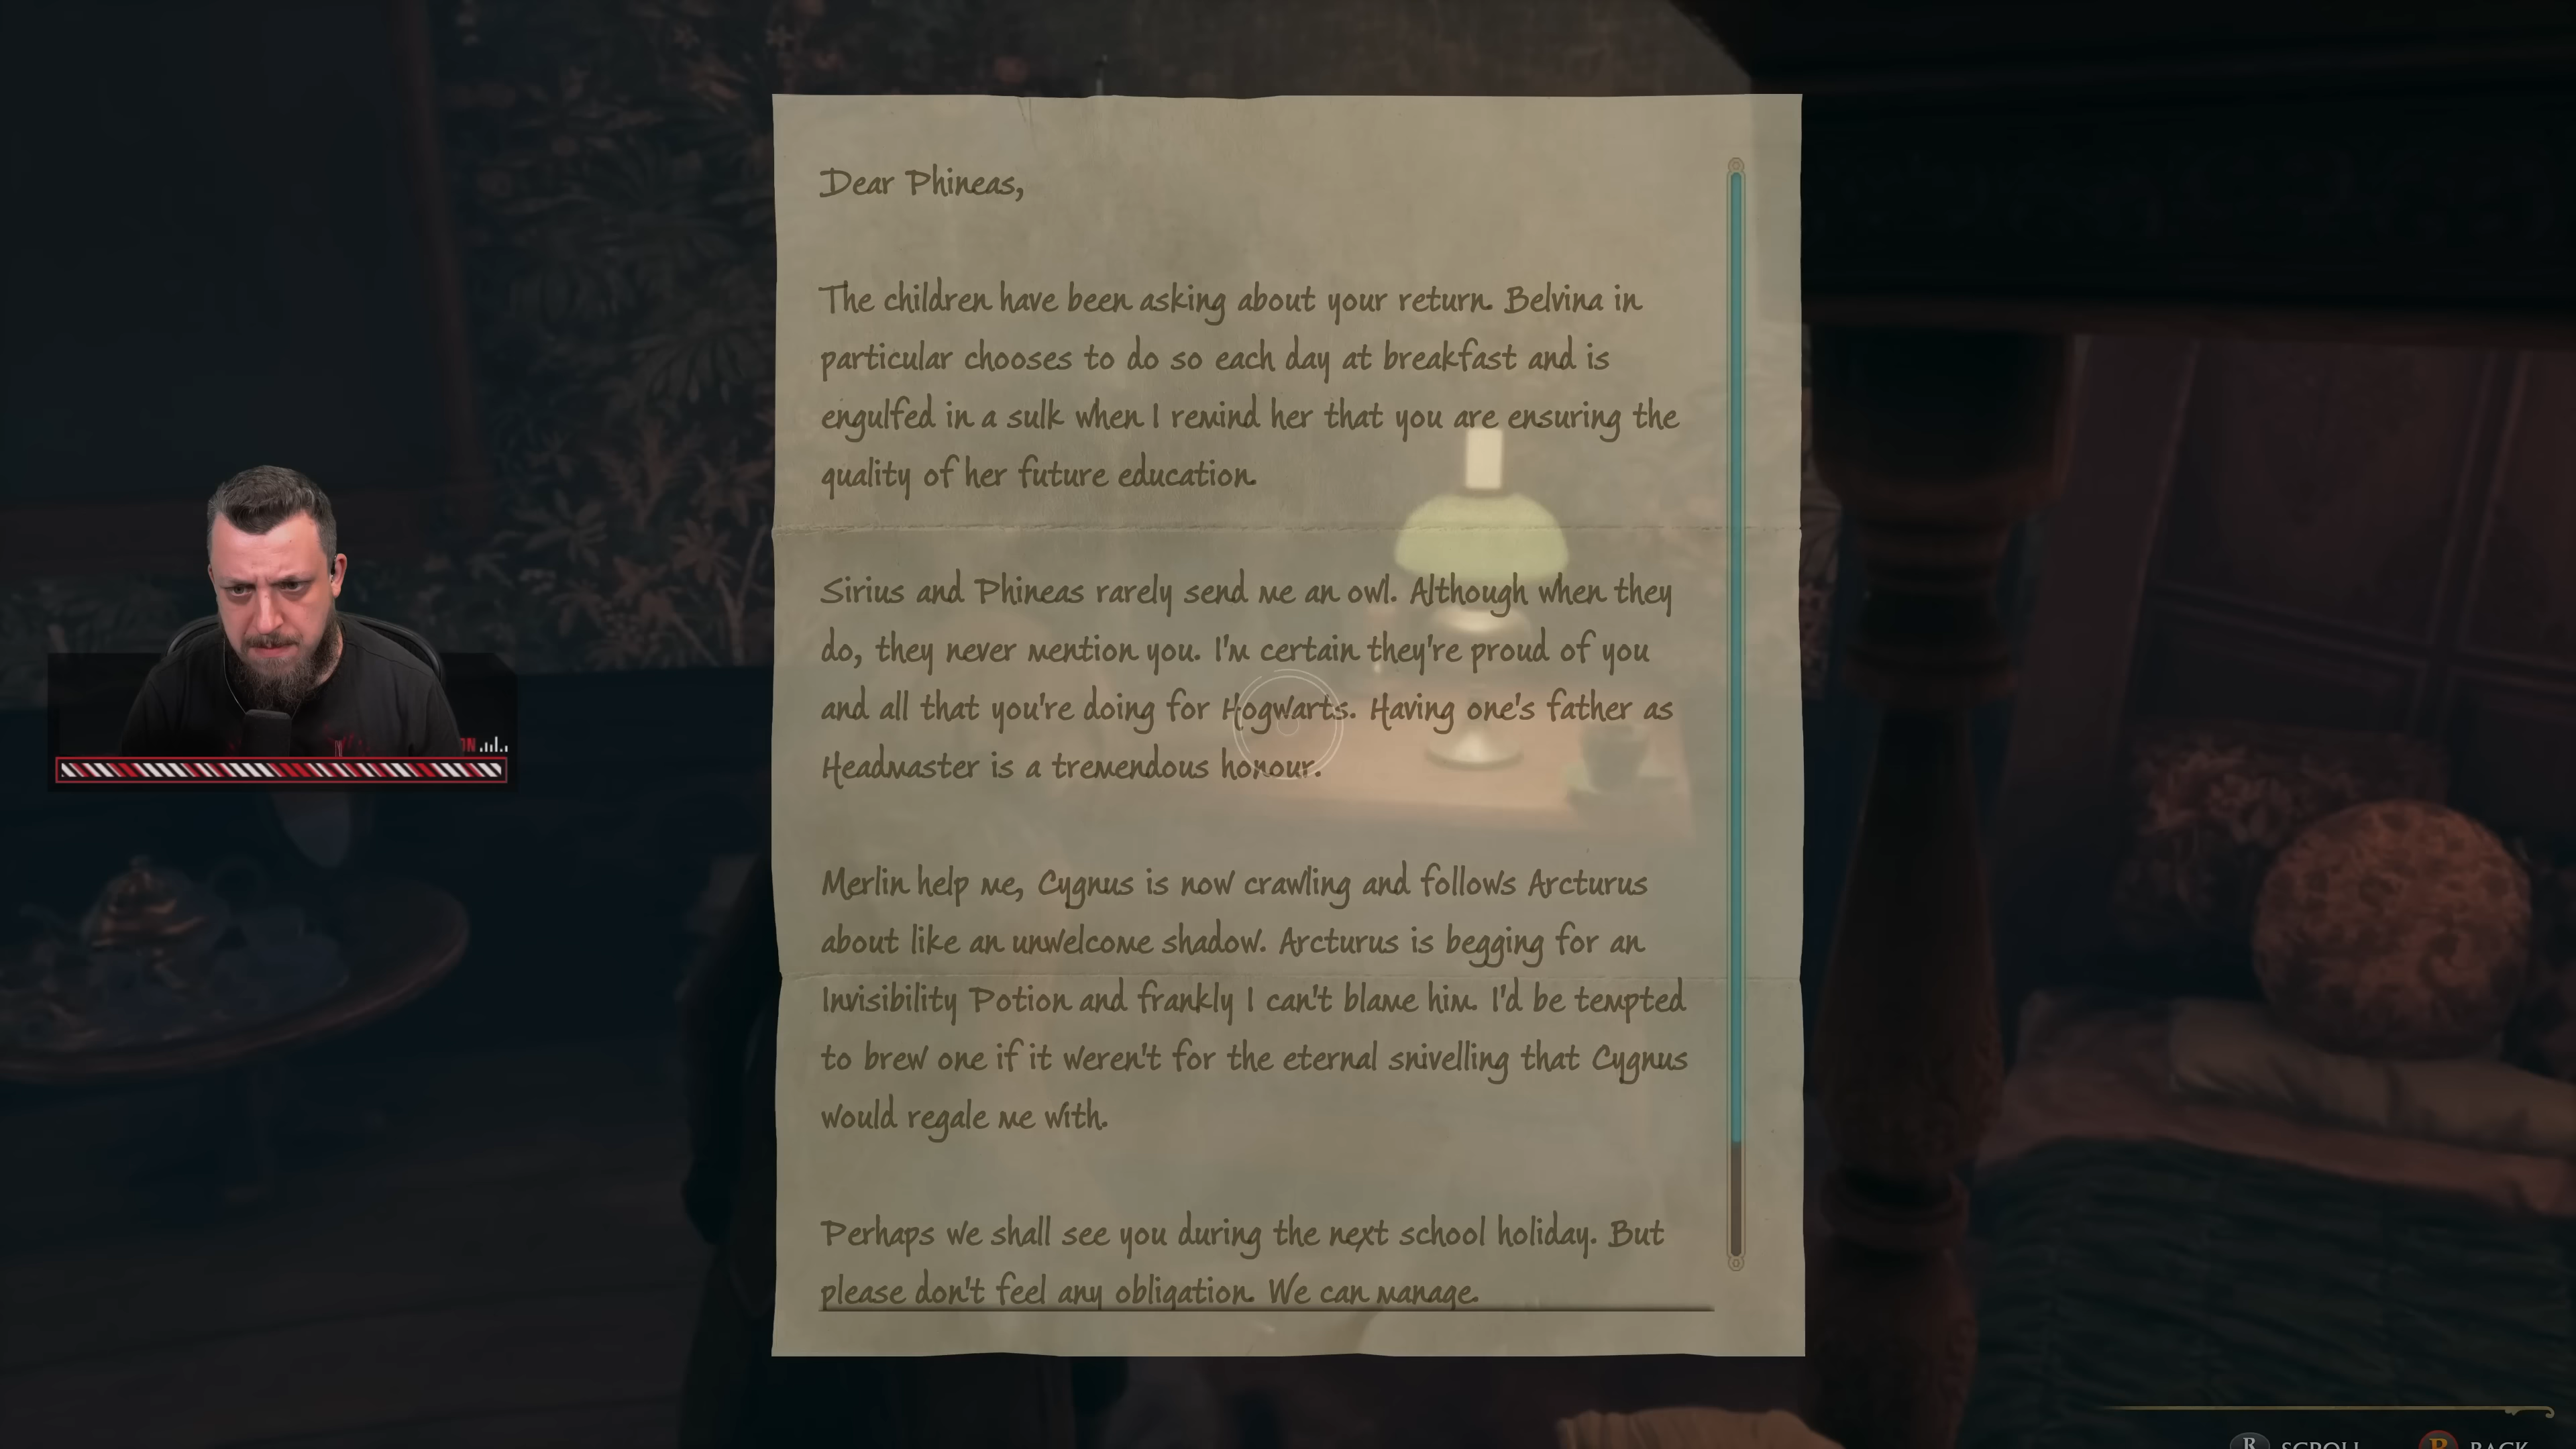 Dear Phineas,
The children have been asking about your return. Belvina in
particular chooses to do so each day at breakfast and is
engulfed in a sulk when I remind her that you are ensuring the
quality of her future education.
Sirius and Phineas rarely send me an owl. Although when they
do, they never mention you. I'm certain they're proud of you
and all that you're doing for Hogwarts. Having one's father as
Headmaster is a tremendous honour.
Merlin help me, Cygnus is now crawling and follows Arcturus
about like an unwelcome shadow. Arcturus is begging for an
Invisibility Potion and frankly I can't blame him. I'd be tempted
to brew one if it weren't for the eternal snivelling that Cygnus
would regale me with.
Perhaps we shall see you during the next school holiday. But
please don't feel any obligation. We can manage.
R SCROLL B BACK